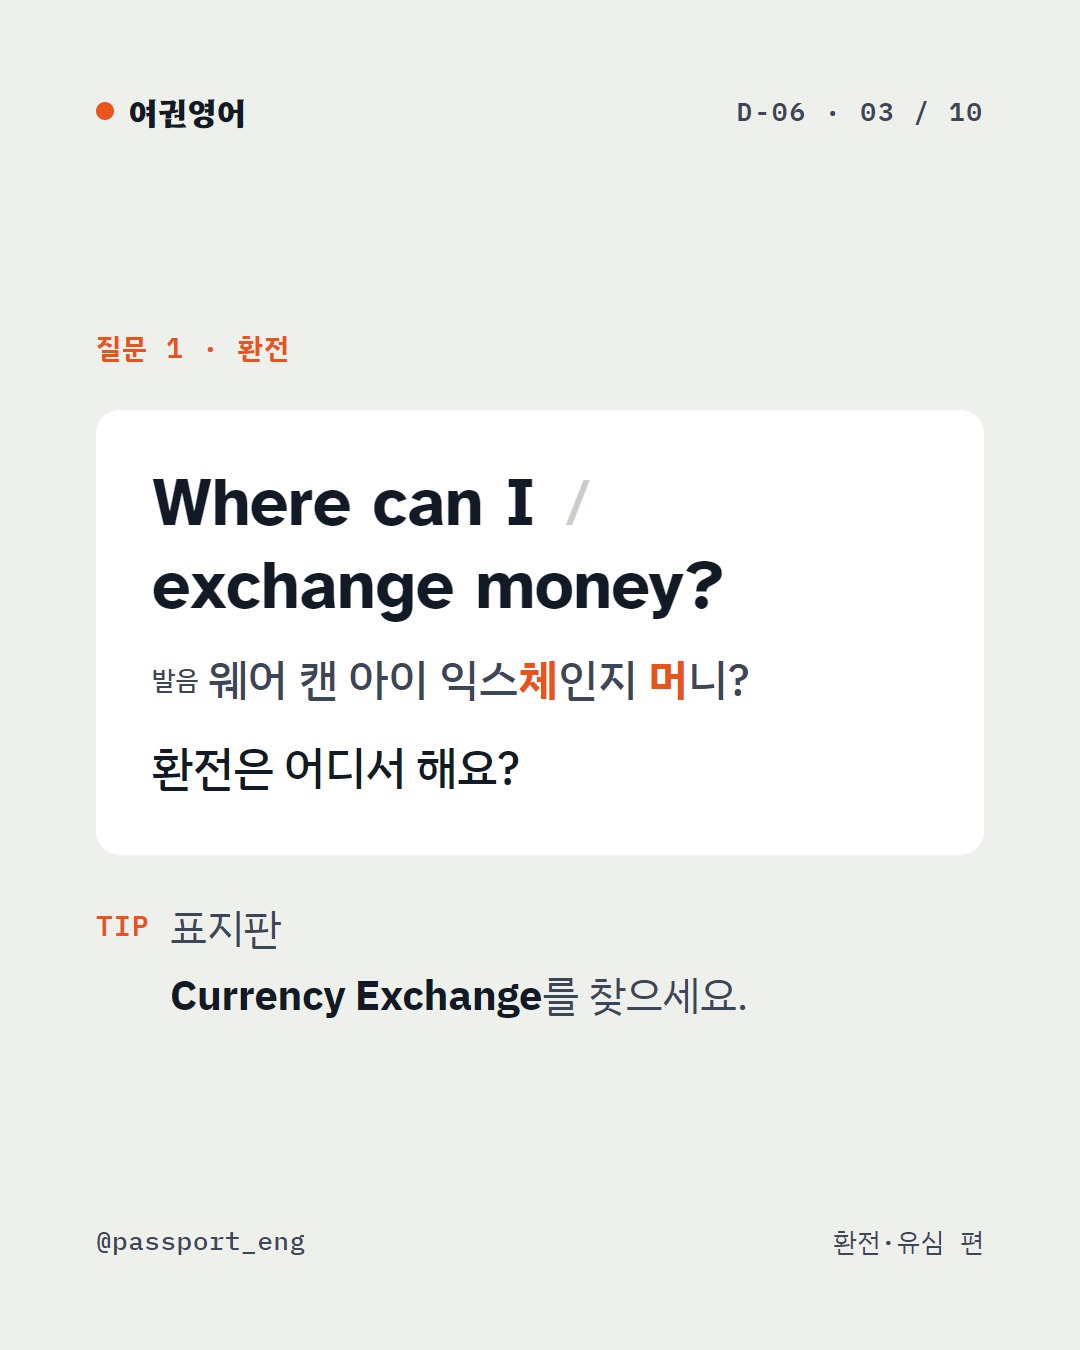 여권영어
D-06 · 03 / 10
질문 1 · 환전
Where can I /
exchange money?
발음 웨어 캔 아이 익스체인지 머니?
환전은 어디서 해요?
TIP 표지판
Currency Exchange를 찾으세요.
@passport_eng
환전·유심 편